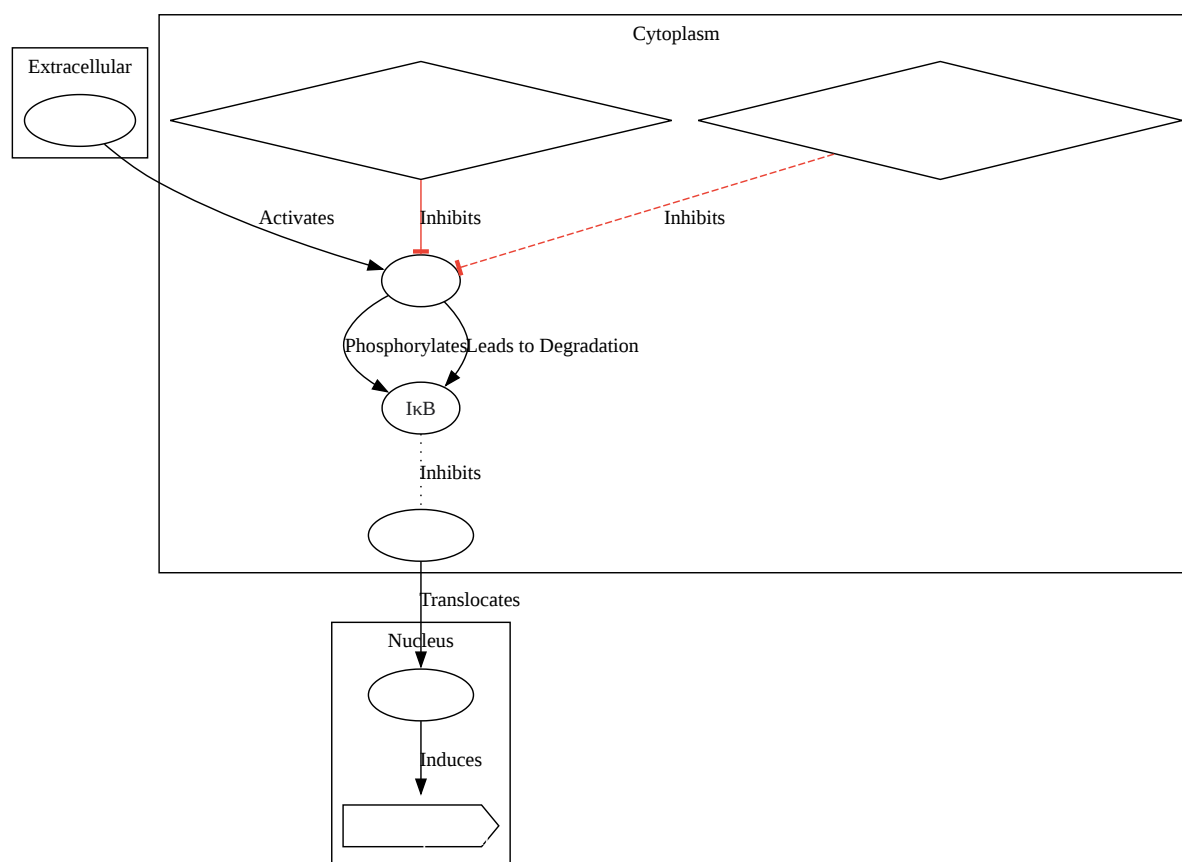 Cytoplasm
Extracellular
Activates
Inhibits
Inhibits
Phosphorylates
Leads to Degradation
IκB
Inhibits
Translocates
Nucleus
Induces